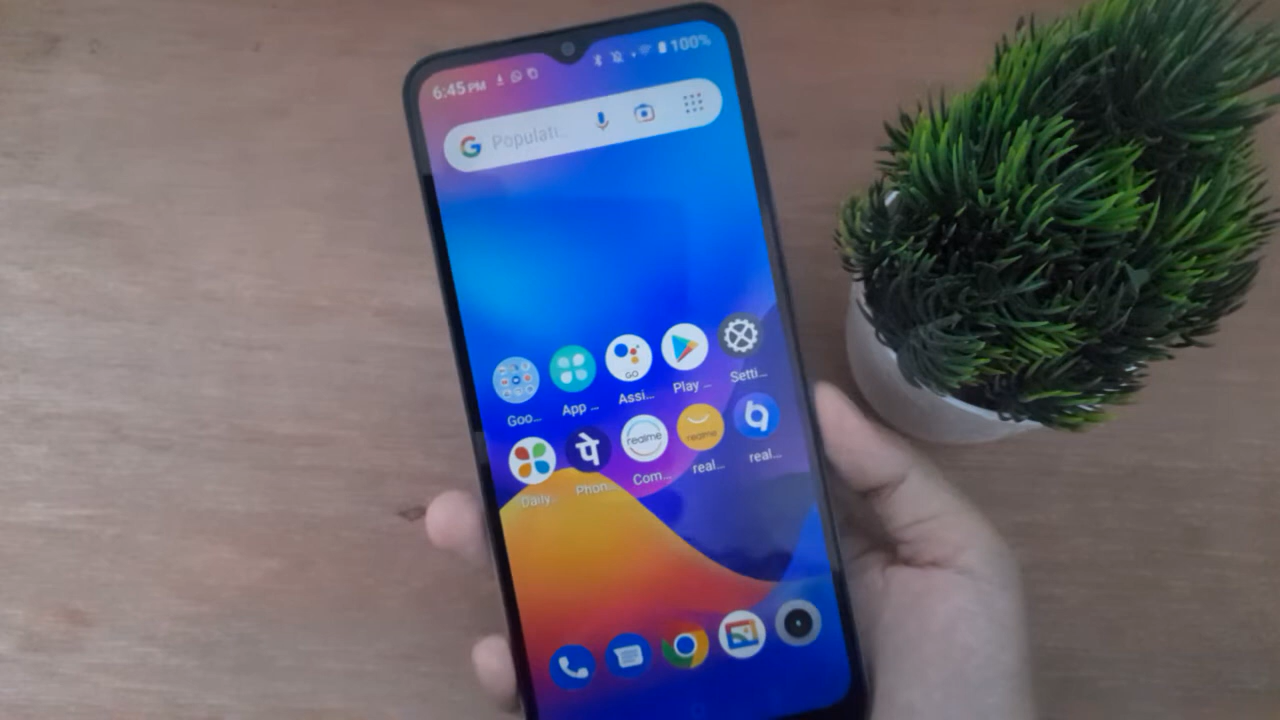 6:45 PM 100%
Populati...
GO
Goo... App ... Assi... Play ... Setti...
realme realme
Daily... Phon... Com... real... real...